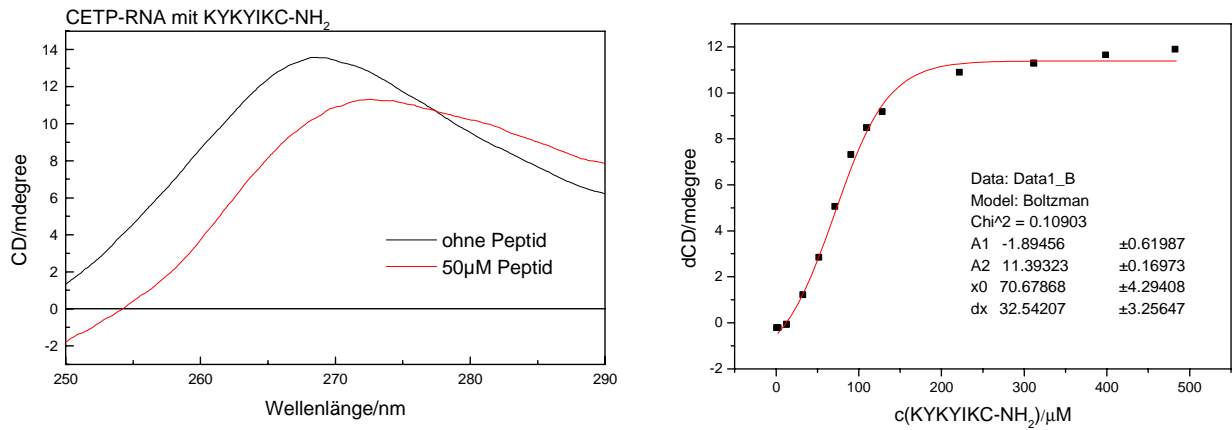 CETP-RNA mit KYKYIKC-NH2
14
12
10
8
6
4
2
0
-2
CD/mdegree
ohne Peptid
50µM Peptid
250 260 270 280 290
Wellenlänge/nm
12
10
8
6
4
2
0
-2
dCD/mdegree
Data: Data1_B
Model: Boltzman
Chi^2 = 0.10903
A1 -1.89456 ±0.61987
A2 11.39323 ±0.16973
x0 70.67868 ±4.29408
dx 32.54207 ±3.25647
0 100 200 300 400 500
c(KYKYIKC-NH2)/µM